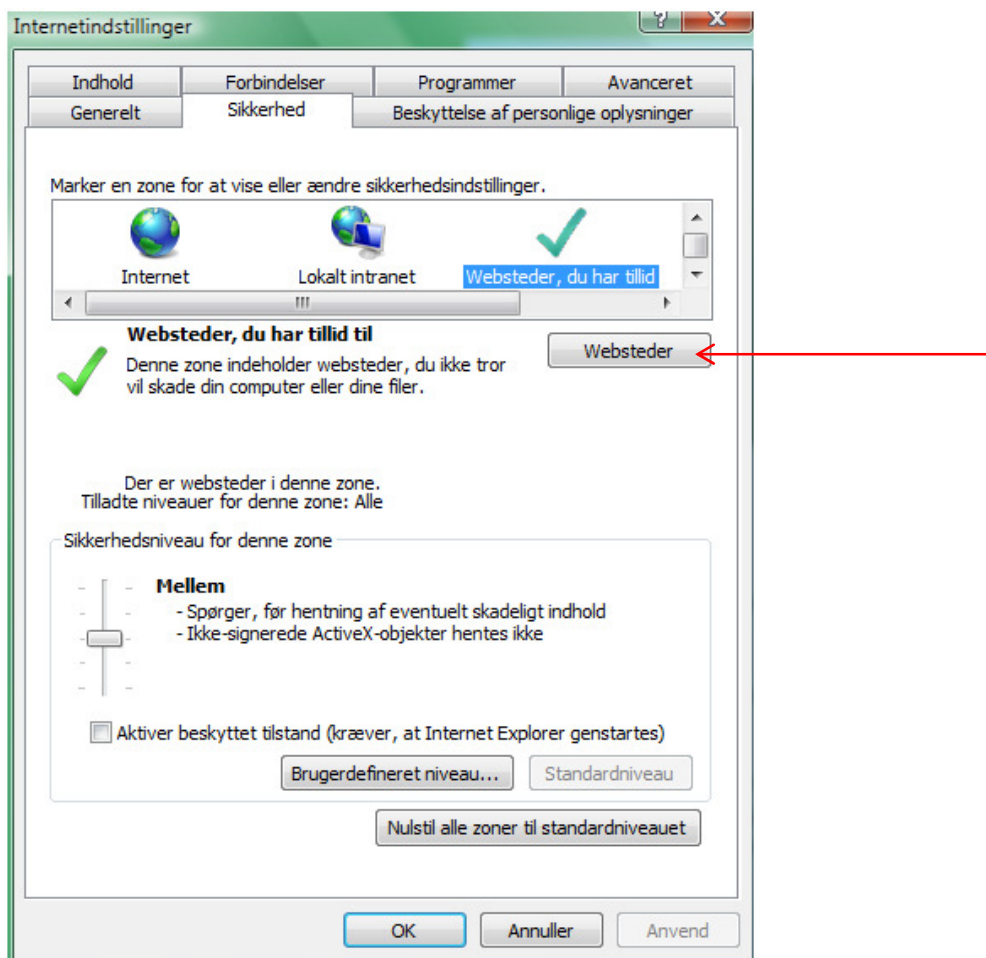 Internetindstillinger
Indhold Forbindelser Programmer Avanceret
Generelt Sikkerhed Beskyttelse af personlige oplysninger
Marker en zone for at vise eller ændre sikkerhedsindstillinger.
Internet Lokalt intranet Websteder, du har tillid
Websteder, du har tillid til
Websteder
Denne zone indeholder websteder, du ikke tror
vil skade din computer eller dine filer.
Der er websteder i denne zone.
Tilladte niveauer for denne zone: Alle
Sikkerhedsniveau for denne zone
Mellem
- Spørger, før hentning af eventuelt skadeligt indhold
- Ikke-signerede ActiveX-objekter hentes ikke
Aktiver beskyttet tilstand (kræver, at Internet Explorer genstartes)
Brugerdefineret niveau... Standardniveau
Nulstil alle zoner til standardniveauet
OK Annuller Anvend